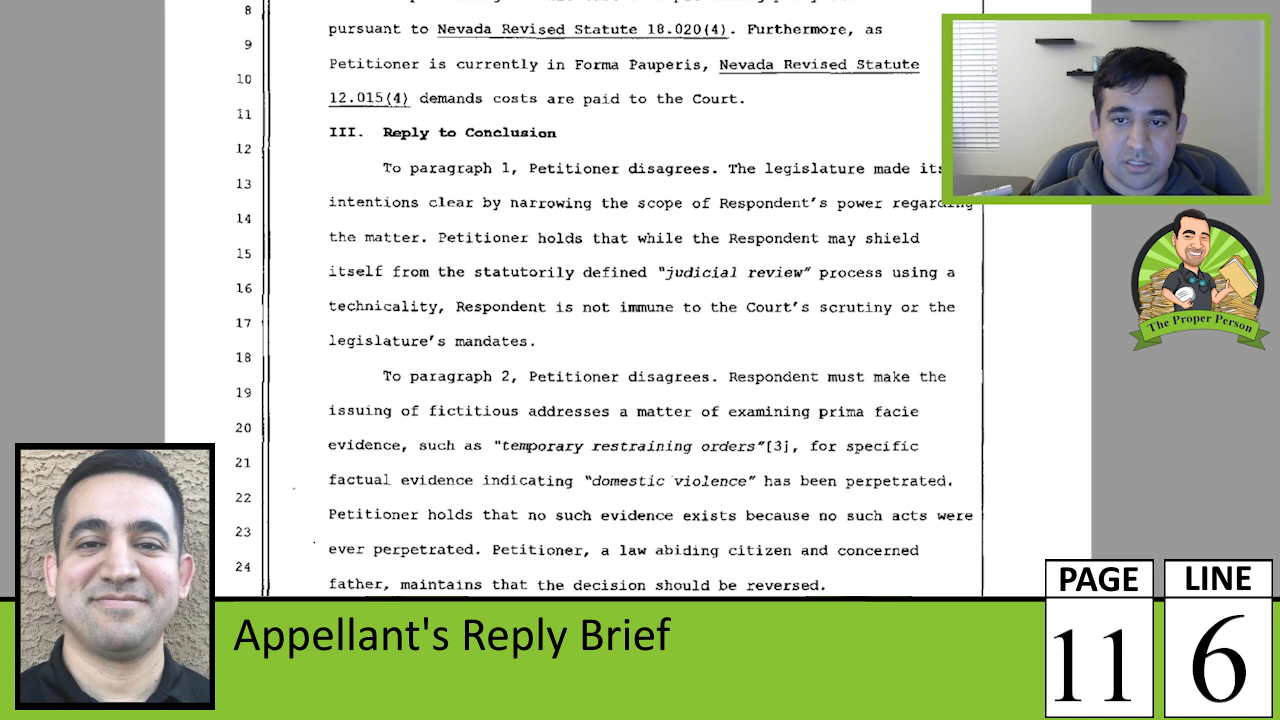 8
pursuant to Nevada Revised Statute 18.020(4). Furthermore, as
9
Petitioner is currently in Forma Pauperis, Nevada Revised Statute
10
12.015(4) demands costs are paid to the Court.
11
III. Reply to Conclusion
12
To paragraph 1, Petitioner disagrees. The legislature made its
13
intentions clear by narrowing the scope of Respondent's power regarding
14
the matter. Petitioner holds that while the Respondent may shield
15
itself from the statutorily defined "judicial review" process using a
16
technicality, Respondent is not immune to the Court's scrutiny or the
17
legislature's mandates.
18
To paragraph 2, Petitioner disagrees. Respondent must make the
19
issuing of fictitious addresses a matter of examining prima facie
20
evidence, such as "temporary restraining orders"[3], for specific
21
factual evidence indicating "domestic violence" has been perpetrated.
22
Petitioner holds that no such evidence exists because no such acts were
23
ever perpetrated. Petitioner, a law abiding citizen and concerned
24
father, maintains that the decision should be reversed.
The Proper Person
Appellant's Reply Brief
PAGE
11
LINE
6